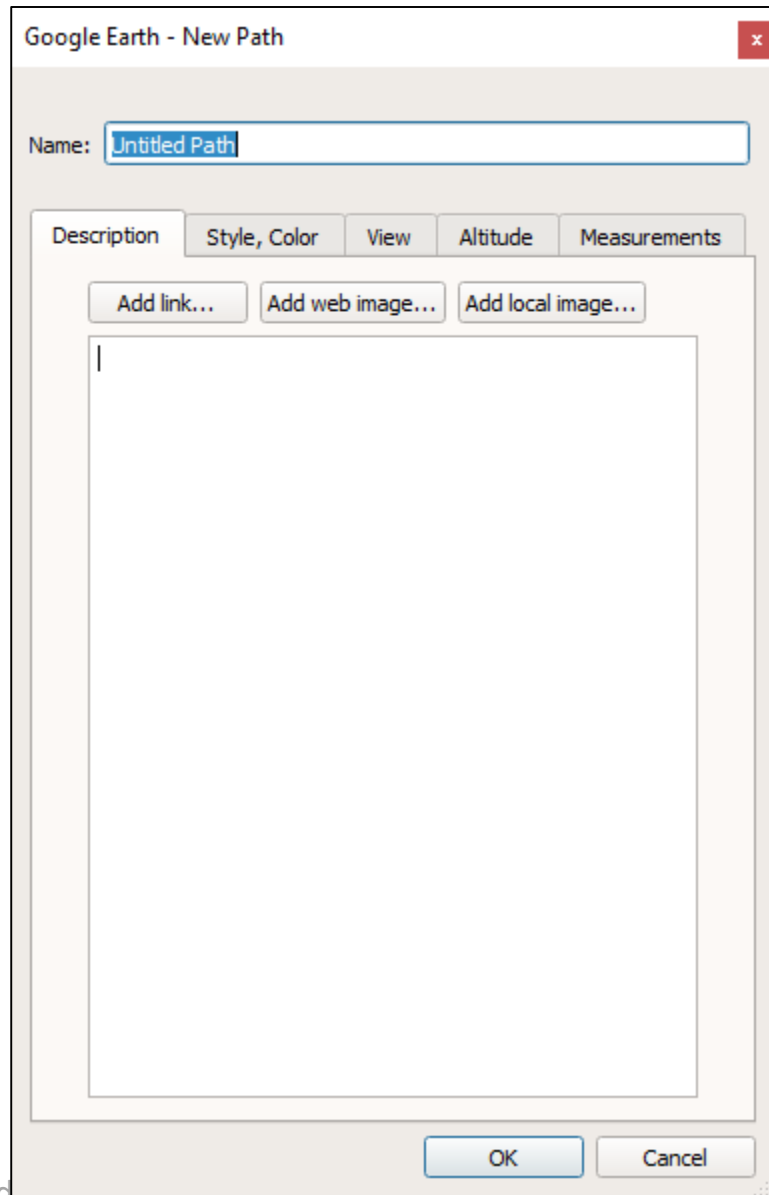 Google Earth - New Path
x
Name: Untitled Path
Description Style, Color View Altitude Measurements
Add link... Add web image... Add local image...
OK Cancel